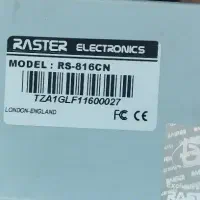 RASTER ELECTRONICS
MODEL : RS-816CN
TZA1GLF11600027
LONDON-ENGLAND
FC CE